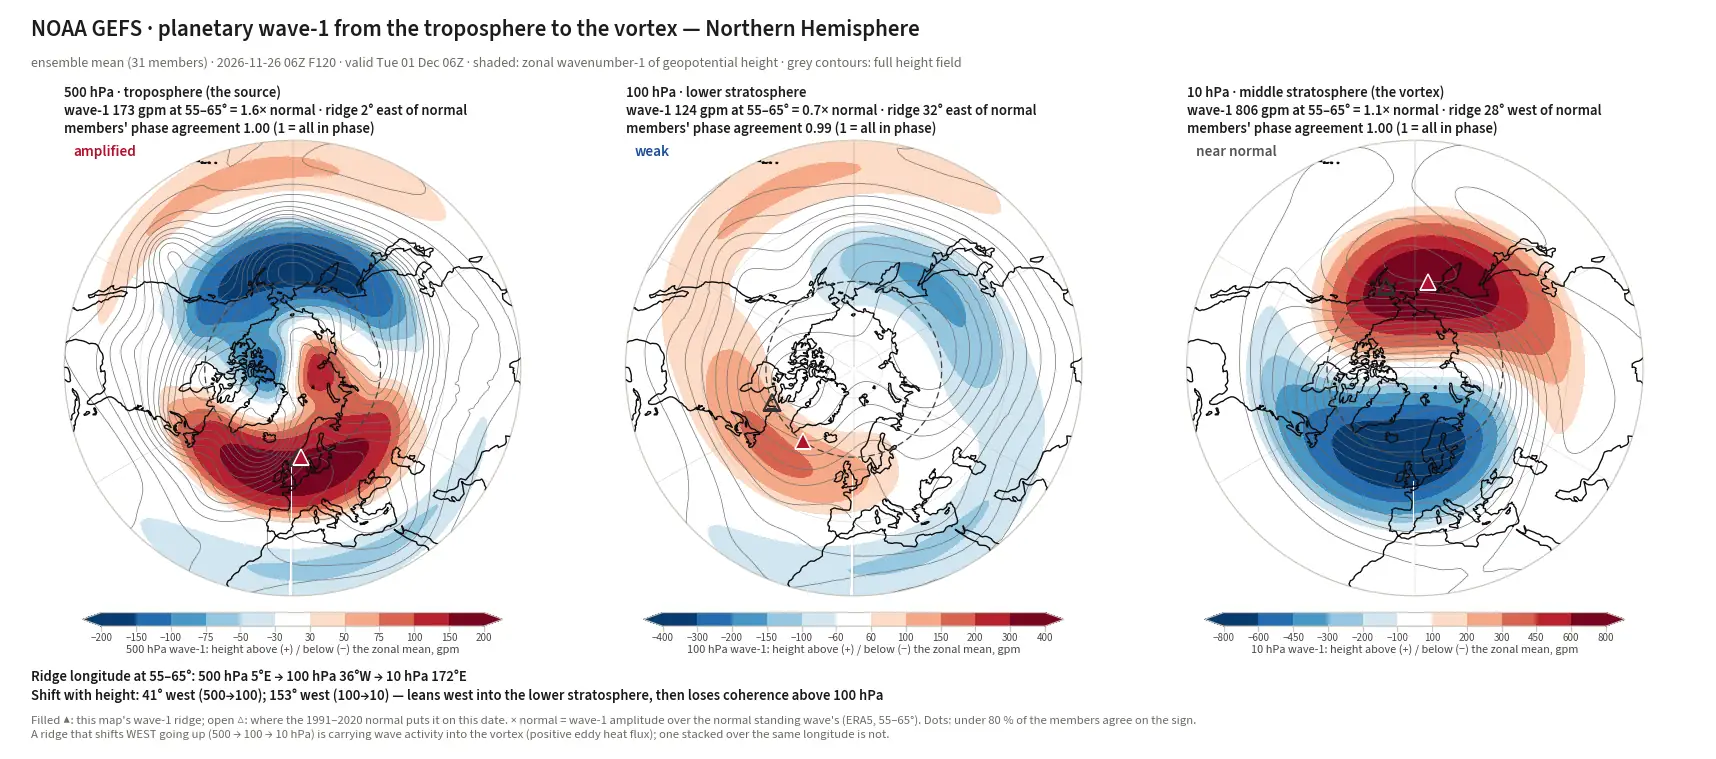 NOAA GEFS · planetary wave-1 from the troposphere to the vortex — Northern Hemisphere
ensemble mean (31 members) · 2026-11-26 06Z F120 · valid Tue 01 Dec 06Z · shaded: zonal wavenumber-1 of geopotential height · grey contours: full height field
500 hPa · troposphere (the source)
wave-1 173 gpm at 55–65° = 1.6× normal · ridge 2° east of normal
members' phase agreement 1.00 (1 = all in phase)
amplified
100 hPa · lower stratosphere
wave-1 124 gpm at 55–65° = 0.7× normal · ridge 32° east of normal
members' phase agreement 0.99 (1 = all in phase)
weak
10 hPa · middle stratosphere (the vortex)
wave-1 806 gpm at 55–65° = 1.1× normal · ridge 28° west of normal
members' phase agreement 1.00 (1 = all in phase)
near normal
−200 −150 −100 −75 −50 −30 30 50 75 100 150 200
500 hPa wave-1: height above (+) / below (−) the zonal mean, gpm
−400 −300 −200 −150 −100 −60 60 100 150 200 300 400
100 hPa wave-1: height above (+) / below (−) the zonal mean, gpm
−800 −600 −450 −300 −200 −100 100 200 300 450 600 800
10 hPa wave-1: height above (+) / below (−) the zonal mean, gpm
Ridge longitude at 55–65°: 500 hPa 5°E → 100 hPa 36°W → 10 hPa 172°E
Shift with height: 41° west (500→100); 153° west (100→10) — leans west into the lower stratosphere, then loses coherence above 100 hPa
Filled ▲: this map's wave-1 ridge; open △: where the 1991–2020 normal puts it on this date. × normal = wave-1 amplitude over the normal standing wave's (ERA5, 55–65°). Dots: under 80 % of the members agree on the sign.
A ridge that shifts WEST going up (500 → 100 → 10 hPa) is carrying wave activity into the vortex (positive eddy heat flux); one stacked over the same longitude is not.